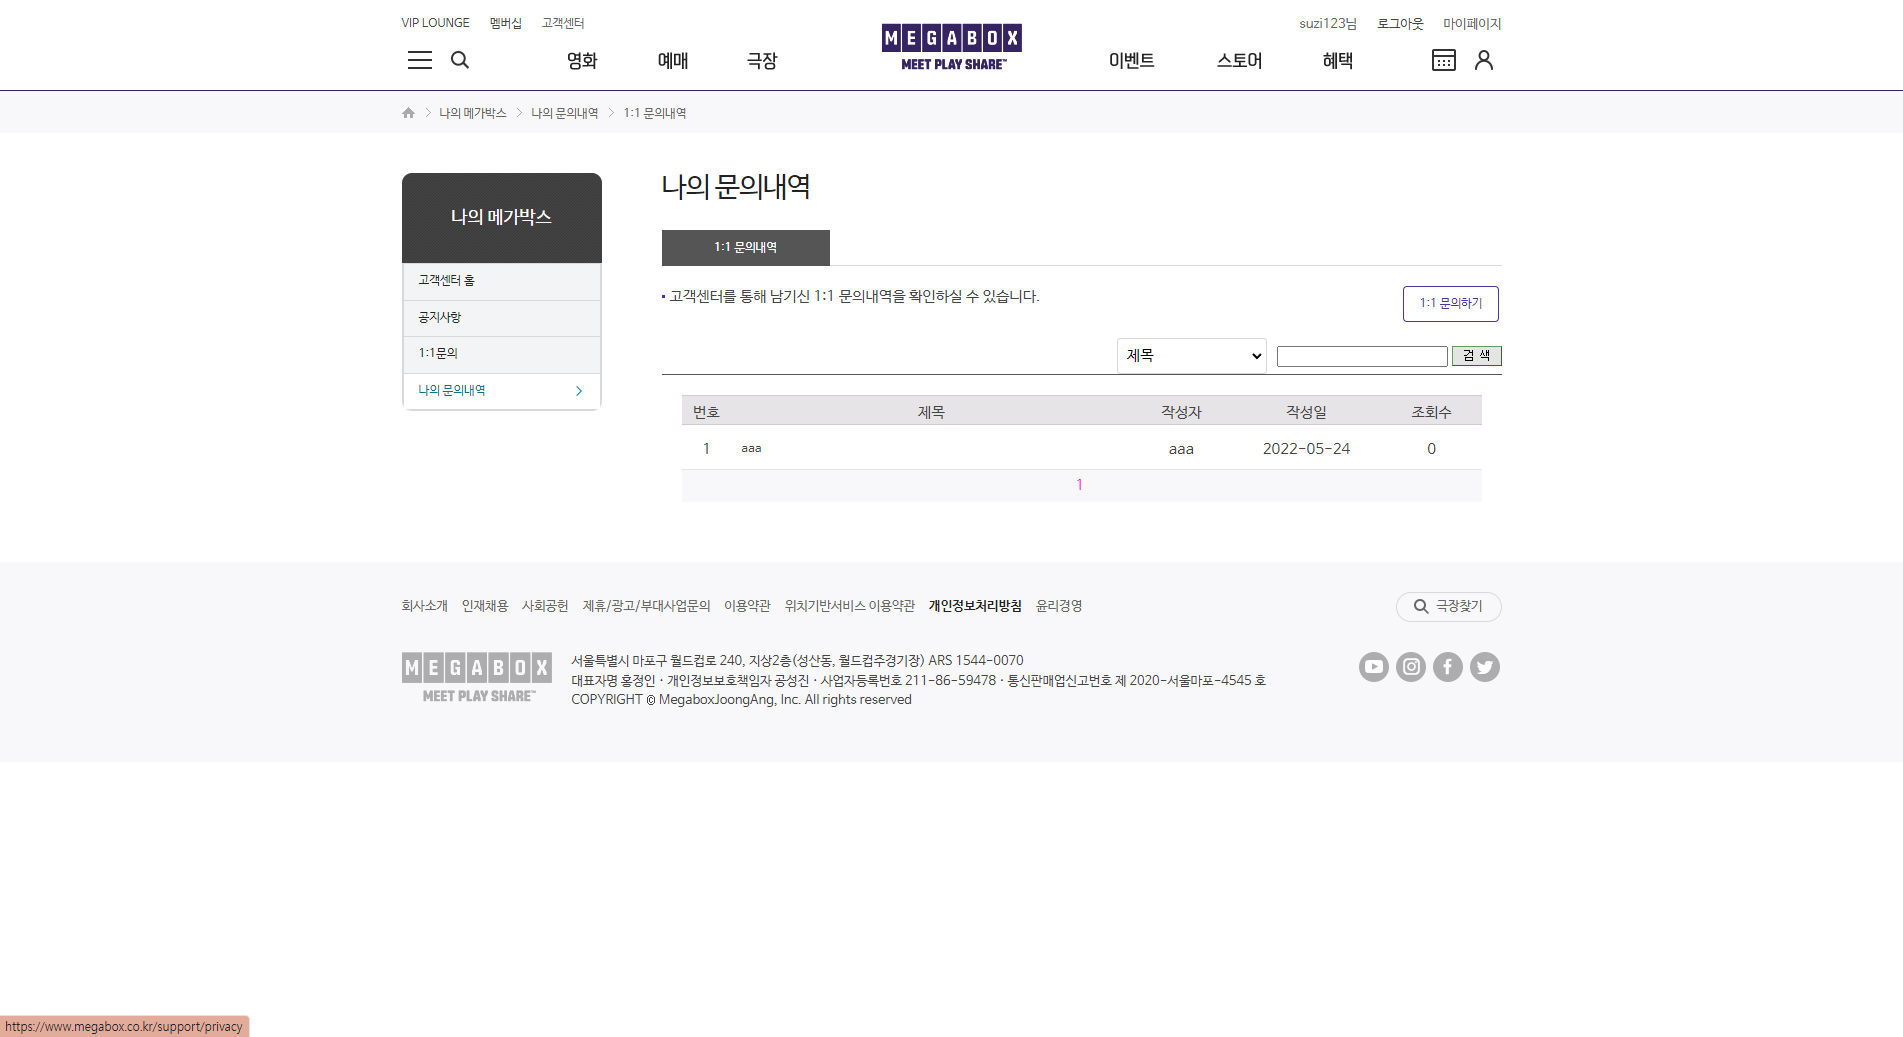 VIP LOUNGE 멤버십 고객센터
suzi123님 로그아웃 마이페이지
영화 예매 극장
MEGABOX
MEET PLAY SHARE™
이벤트 스토어 혜택
나의 메가박스 > 나의 문의내역 > 1:1 문의내역
나의 메가박스
고객센터 홈
공지사항
1:1문의
나의 문의내역
나의 문의내역
1:1 문의내역
고객센터를 통해 남기신 1:1 문의내역을 확인하실 수 있습니다.
1:1 문의하기
제목
검 색
번호 제목 작성자 작성일 조회수
1 aaa aaa 2022-05-24 0
1
회사소개 인재채용 사회공헌 제휴/광고/부대사업문의 이용약관 위치기반서비스 이용약관 개인정보처리방침 윤리경영
극장찾기
MEGABOX
MEET PLAY SHARE™
서울특별시 마포구 월드컵로 240, 지상2층(성산동, 월드컵주경기장) ARS 1544-0070
대표자명 홍정인 · 개인정보보호책임자 공성진 · 사업자등록번호 211-86-59478 · 통신판매업신고번호 제 2020-서울마포-4545 호
COPYRIGHT © MegaboxJoongAng, Inc. All rights reserved
https://www.megabox.co.kr/support/privacy